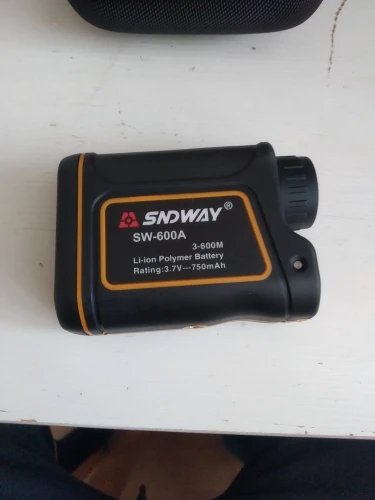 SNDWAY®
SW-600A
3-600M
Li-ion Polymer Battery
Rating:3.7V---750mAh